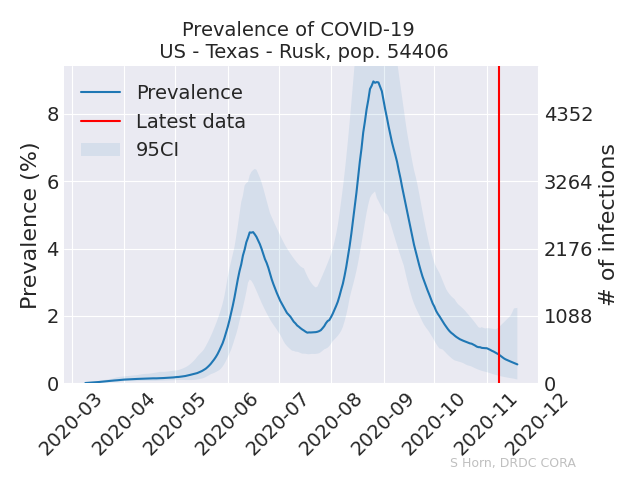 Prevalence of COVID-19
US - Texas - Rusk, pop. 54406
Prevalence
Latest data
95CI
Prevalence (%)
8
6
4
2
0
4352
3264
2176
1088
0
# of infections
2020-03
2020-04
2020-05
2020-06
2020-07
2020-08
2020-09
2020-10
2020-11
2020-12
S Horn, DRDC CORA